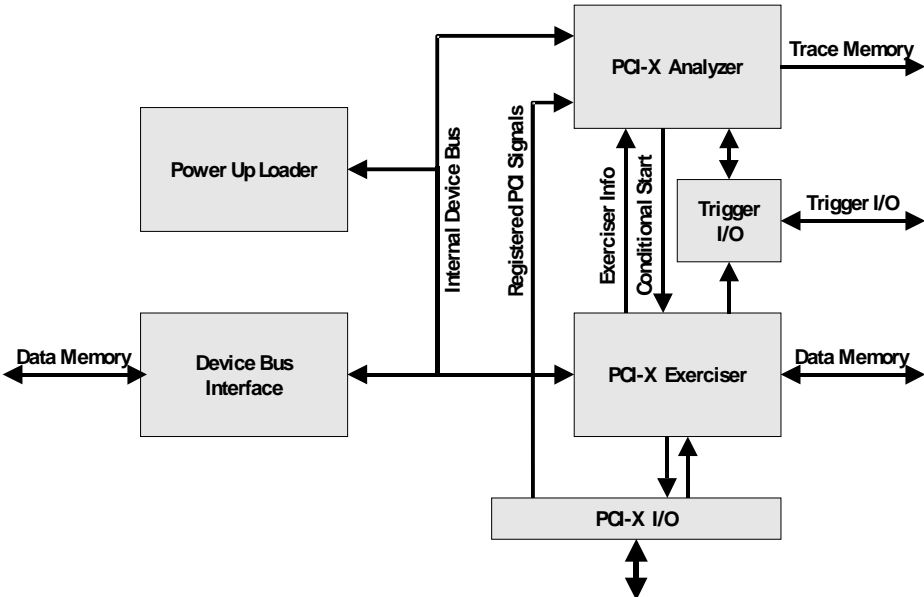 PCI-X Analyzer
Trace Memory
Power Up Loader
Internal Device Bus
Registered PCI Signals
Exerciser Info
Conditional Start
Trigger
I/O
Trigger I/O
Data Memory
Device Bus
Interface
PCI-X Exerciser
Data Memory
PCI-X I/O